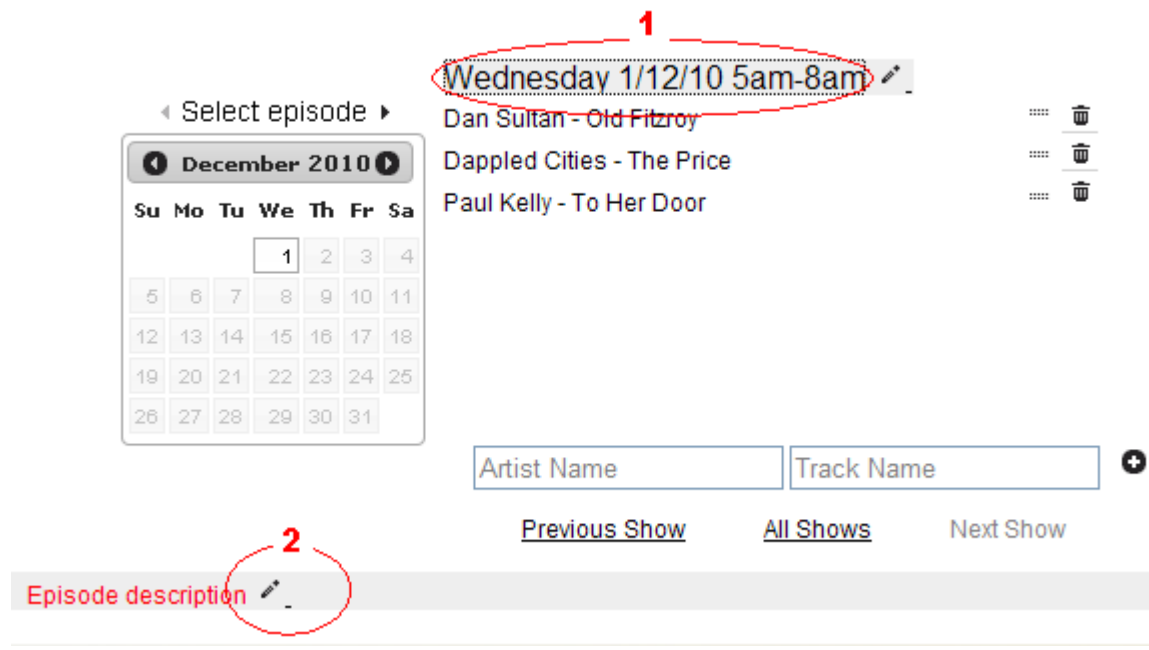 1
Wednesday 1/12/10 5am-8am
Select episode
Dan Sultan - Old Fitzroy
December 2010
Dappled Cities - The Price
Su Mo Tu We Th Fr Sa
Paul Kelly - To Her Door
1 2 3 4
5 6 7 8 9 10 11
12 13 14 15 16 17 18
19 20 21 22 23 24 25
26 27 28 29 30 31
Artist Name Track Name
Previous Show All Shows Next Show
2
Episode description